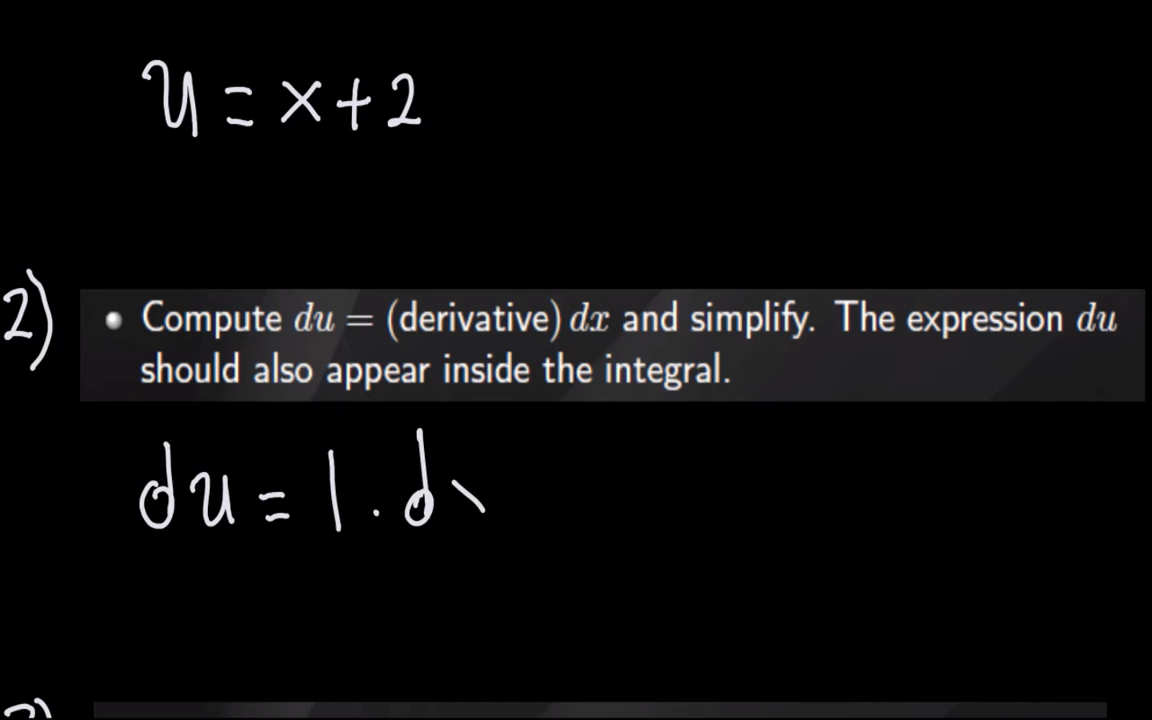 u = x + 2
2)
• Compute du = (derivative) dx and simplify. The expression du
should also appear inside the integral.
du = 1 · d